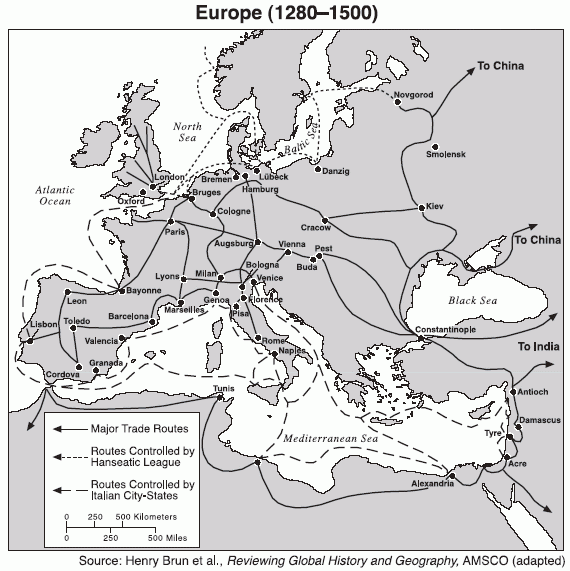 Europe (1280–1500)
To China
Novgorod
North
Sea
Baltic Sea
Smolensk
London
Bremen
Lübeck
Danzig
Hamburg
Atlantic
Ocean
Oxford
Bruges
Cologne
Kiev
Cracow
Paris
Augsburg
Vienna
Pest
Buda
To China
Bologna
Lyons
Milan
Venice
Bayonne
Genoa
Florence
Black Sea
Leon
Marseilles
Pisa
Barcelona
Lisbon
Toledo
Constantinople
Valencia
Rome
To India
Naples
Granada
Cordova
Tunis
Antioch
Damascus
Mediterranean Sea
Tyre
Acre
Alexandria
Major Trade Routes
Routes Controlled by
Hanseatic League
Routes Controlled by
Italian City-States
0 250 500 Kilometers
0 250 500 Miles
Source: Henry Brun et al., Reviewing Global History and Geography, AMSCO (adapted)